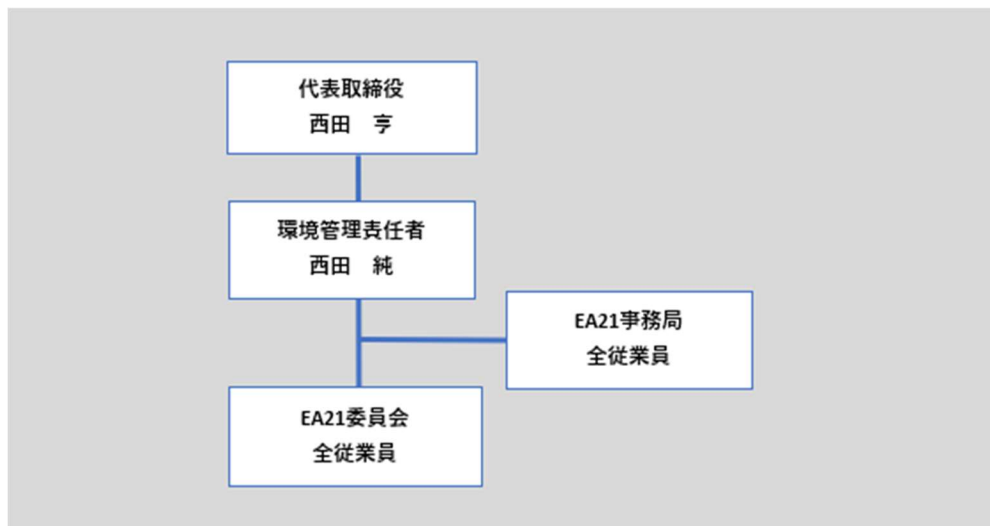 代表取締役
西田　亨
環境管理責任者
西田　純
EA21事務局
全従業員
EA21委員会
全従業員